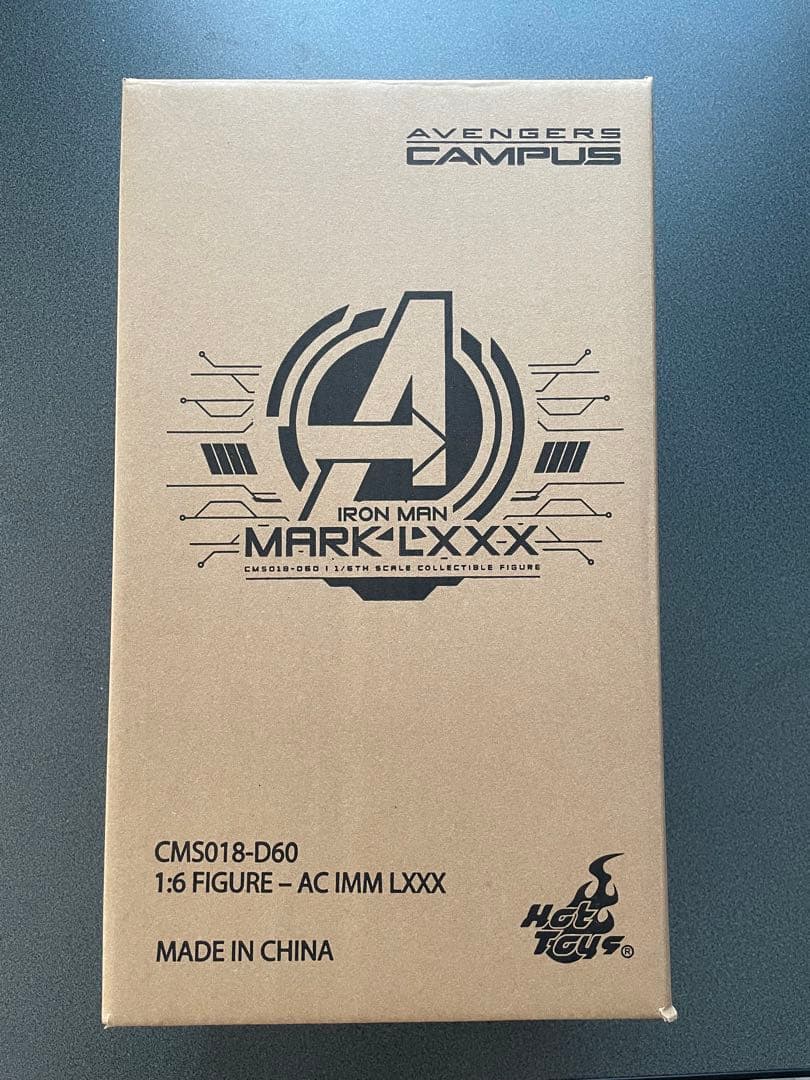 AVENGERS
CAMPUS
A
IRON MAN
MARK LXXX
CMS018-D60 | 1/6TH SCALE COLLECTIBLE FIGURE
CMS018-D60
1:6 FIGURE – AC IMM LXXX
MADE IN CHINA
Hot
Toys®